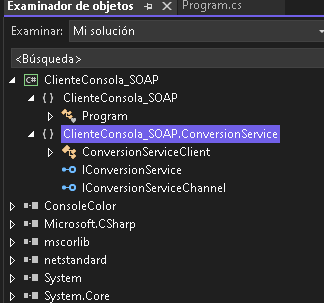 Examinador de objetos Program.cs
Examinar: Mi solución
<Búsqueda>
C# ClienteConsola_SOAP
{ } ClienteConsola_SOAP
Program
{ } ClienteConsola_SOAP.ConversionService
ConversionServiceClient
IConversionService
IConversionServiceChannel
ConsoleColor
Microsoft.CSharp
mscorlib
netstandard
System
System.Core